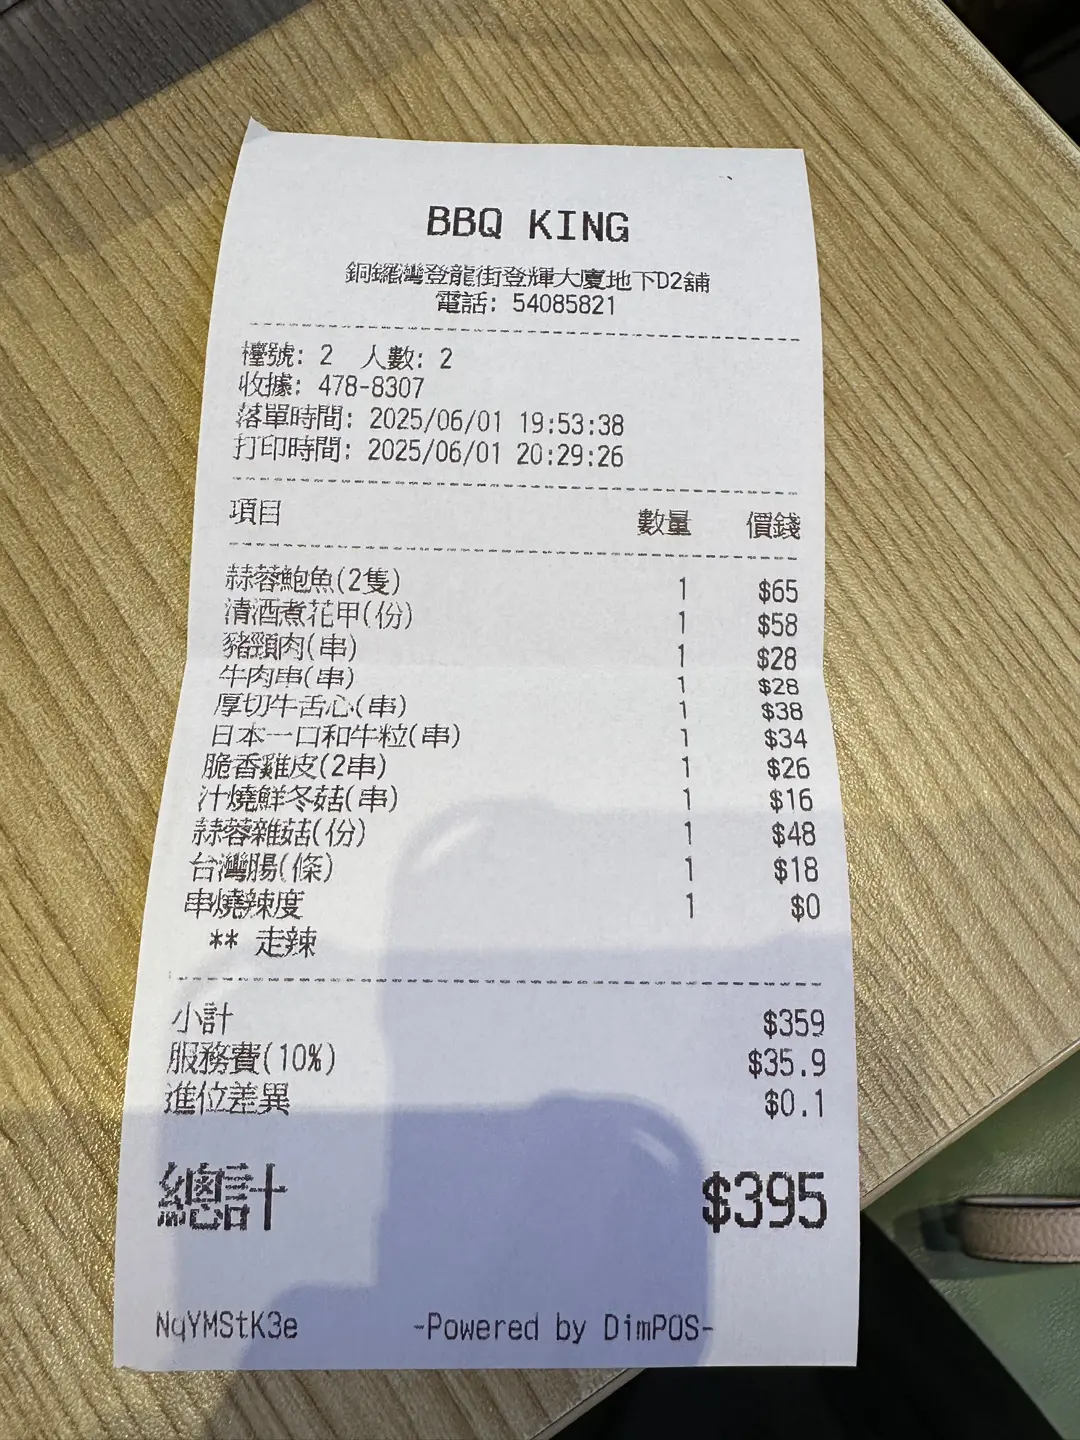 BBQ KING
銅鑼灣登龍街登輝大廈地下D2舖
電話: 54085821
檯號: 2 人數: 2
收據: 478-8307
落單時間: 2025/06/01 19:53:38
打印時間: 2025/06/01 20:29:26
項目 數量 價錢
蒜蓉鮑魚(2隻) 1 $65
清酒煮花甲(份) 1 $58
豬頸肉(串) 1 $28
牛肉串(串) 1 $28
厚切牛舌心(串) 1 $38
日本一口和牛粒(串) 1 $34
脆香雞皮(2串) 1 $26
汁燒鮮冬菇(串) 1 $16
蒜蓉雜菇(份) 1 $48
台灣腸(條) 1 $18
串燒辣度 1 $0
** 走辣
小計 $359
服務費(10%) $35.9
進位差異 $0.1
總計 $395
NqYMStK3e -Powered by DimPOS-